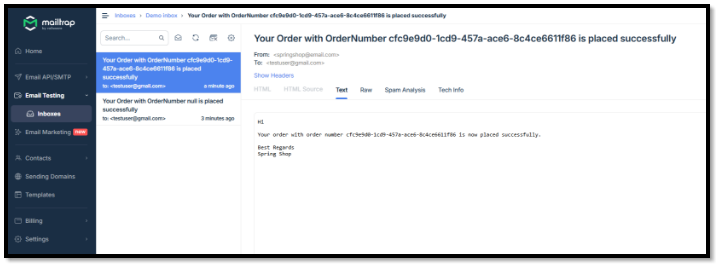 mailtrap
Home
Email API/SMTP
Email Testing
Inboxes
Email Marketing NEW
Contacts
Sending Domains
Templates
Billing
Settings
Inboxes > Demo inbox > Your Order with OrderNumber cfc9e9d0-1cd9-457a-ace6-8c4ce6611f86 is placed successfully
Search...
Your Order with OrderNumber cfc9e9d0-1cd9-457a-ace6-8c4ce6611f86 is placed
successfully
to: <testuser@gmail.com> a minute ago
Your Order with OrderNumber null is placed
successfully
to: <testuser@gmail.com> 3 minutes ago
Your Order with OrderNumber cfc9e9d0-1cd9-457a-ace6-8c4ce6611f86 is placed successfully
From: <springshop@email.com>
To: <testuser@gmail.com>
Show Headers
HTML HTML Source Text Raw Spam Analysis Tech Info
Hi
Your order with order number cfc9e9d0-1cd9-457a-ace6-8c4ce6611f86 is now placed successfully.
Best Regards
Spring Shop